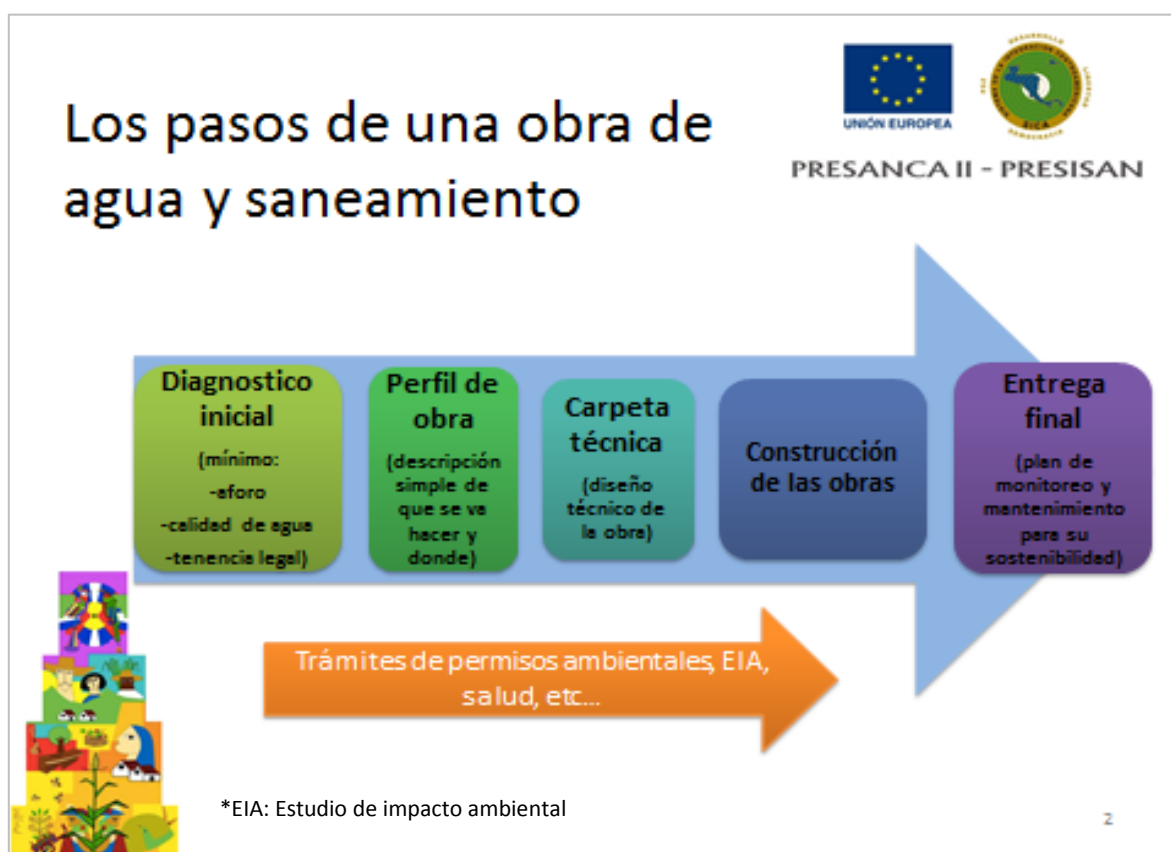 Los pasos de una obra de
agua y saneamiento
UNIÓN EUROPEA
SICA
PRESANCA II - PRESISAN
Diagnostico
inicial
(mínimo:
-aforo
-calidad de agua
-tenencia legal)
Perfil de
obra
(descripción
simple de
que se va
hacer y
donde)
Carpeta
técnica
(diseño
técnico de
la obra)
Construcción
de las obras
Entrega
final
(plan de
monitoreo y
mantenimiento
para su
sostenibilidad)
Trámites de permisos ambientales, EIA,
salud, etc...
*EIA: Estudio de impacto ambiental
2